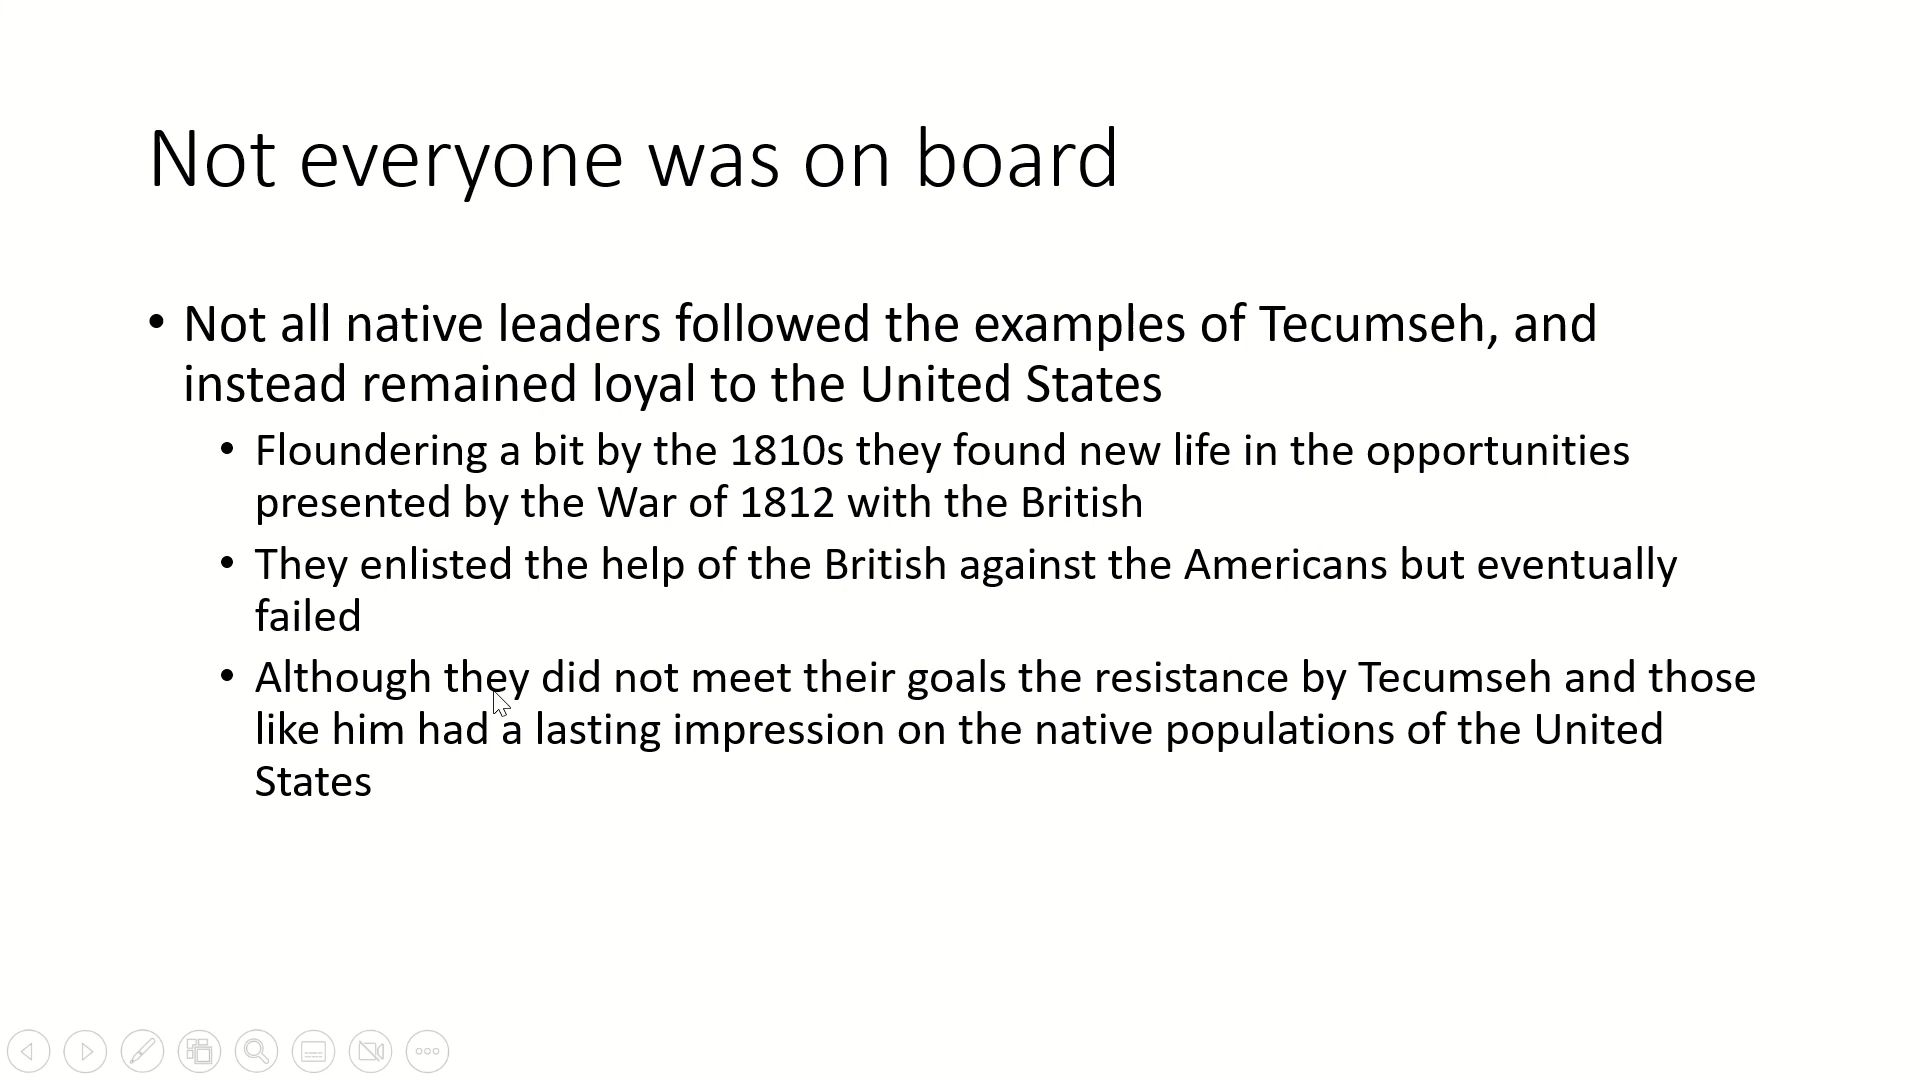 Not everyone was on board
• Not all native leaders followed the examples of Tecumseh, and
instead remained loyal to the United States
• Floundering a bit by the 1810s they found new life in the opportunities
presented by the War of 1812 with the British
• They enlisted the help of the British against the Americans but eventually
failed
• Although they did not meet their goals the resistance by Tecumseh and those
like him had a lasting impression on the native populations of the United
States